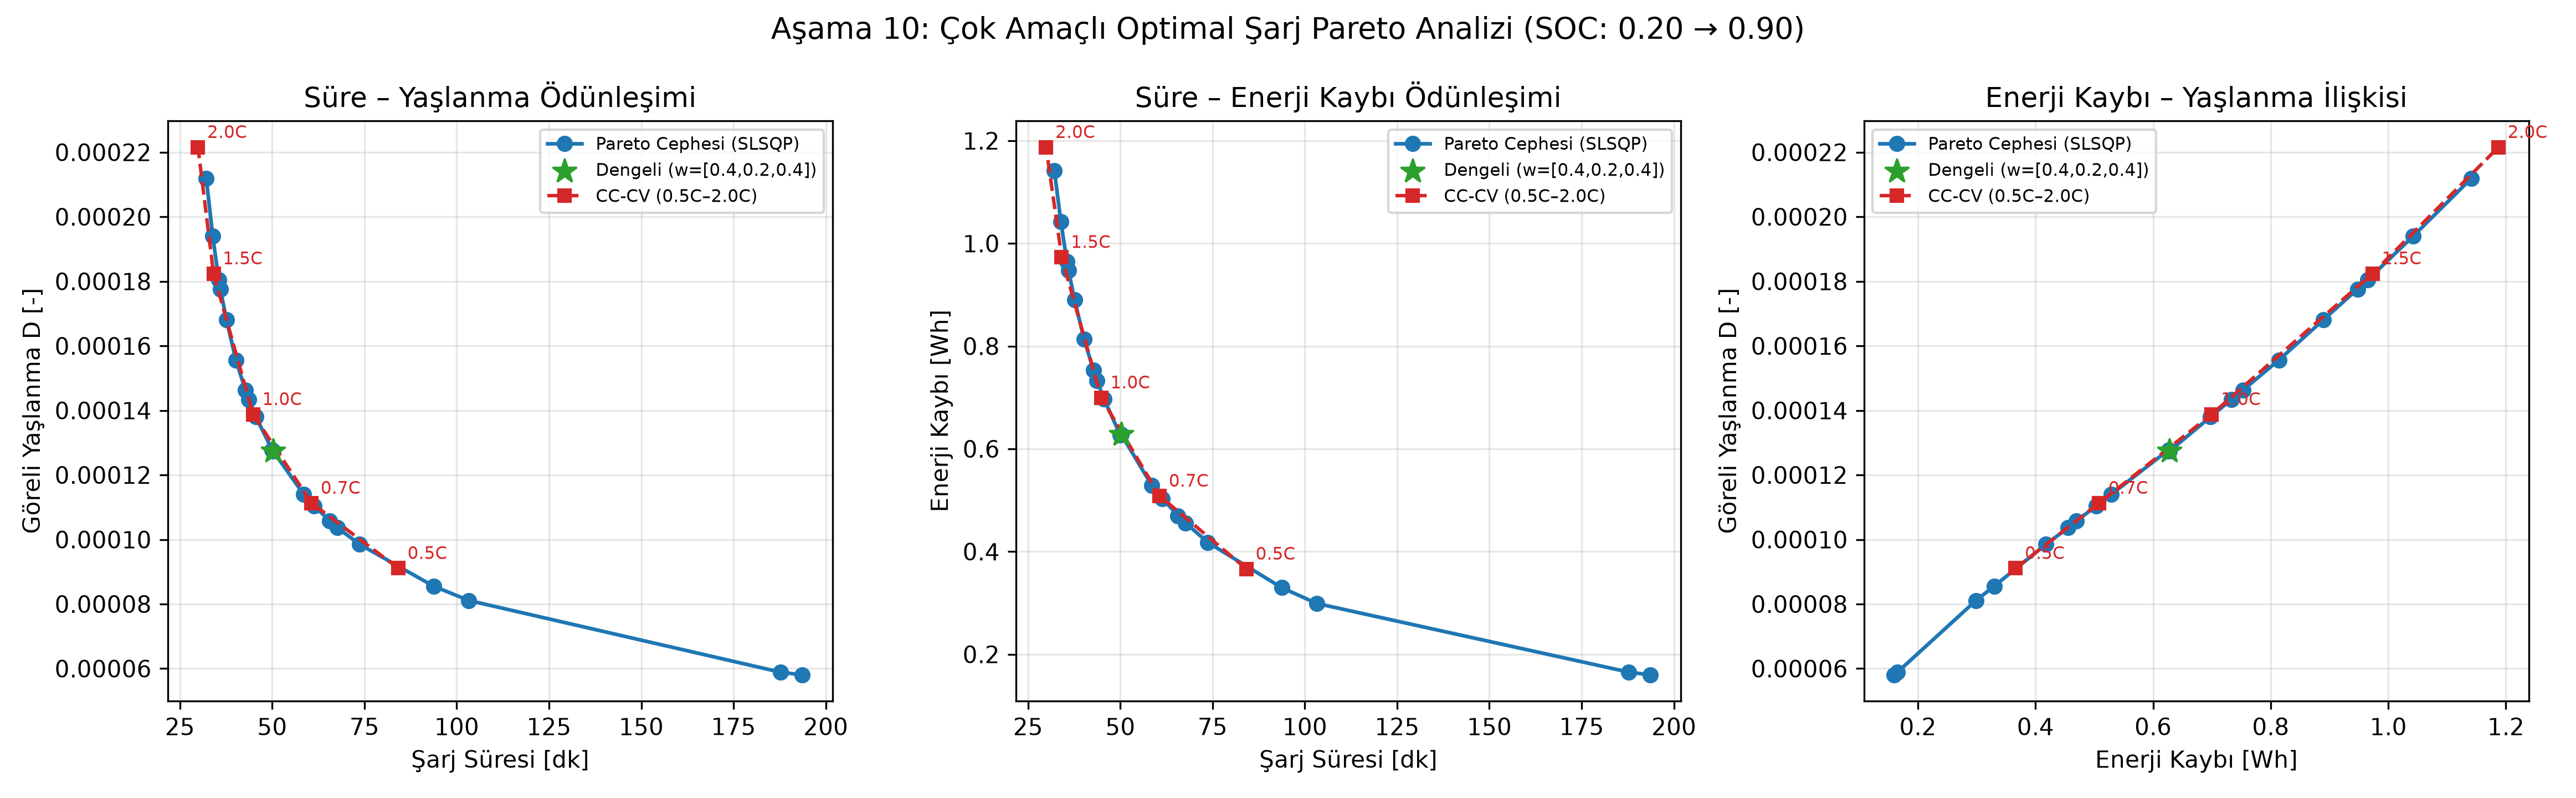 Aşama 10: Çok Amaçlı Optimal Şarj Pareto Analizi (SOC: 0.20 → 0.90)
Süre – Yaşlanma Ödünleşimi
Göreli Yaşlanma D [-]
0.00022
0.00020
0.00018
0.00016
0.00014
0.00012
0.00010
0.00008
0.00006
2.0C
1.5C
1.0C
0.7C
0.5C
Pareto Cephesi (SLSQP)
Dengeli (w=[0.4,0.2,0.4])
CC-CV (0.5C–2.0C)
25 50 75 100 125 150 175 200
Şarj Süresi [dk]
Süre – Enerji Kaybı Ödünleşimi
Enerji Kaybı [Wh]
1.2
1.0
0.8
0.6
0.4
0.2
2.0C
1.5C
1.0C
0.7C
0.5C
Pareto Cephesi (SLSQP)
Dengeli (w=[0.4,0.2,0.4])
CC-CV (0.5C–2.0C)
25 50 75 100 125 150 175 200
Şarj Süresi [dk]
Enerji Kaybı – Yaşlanma İlişkisi
Göreli Yaşlanma D [-]
0.00022
0.00020
0.00018
0.00016
0.00014
0.00012
0.00010
0.00008
0.00006
Pareto Cephesi (SLSQP)
Dengeli (w=[0.4,0.2,0.4])
CC-CV (0.5C–2.0C)
2.0C
1.5C
1.0C
0.7C
0.5C
0.2 0.4 0.6 0.8 1.0 1.2
Enerji Kaybı [Wh]